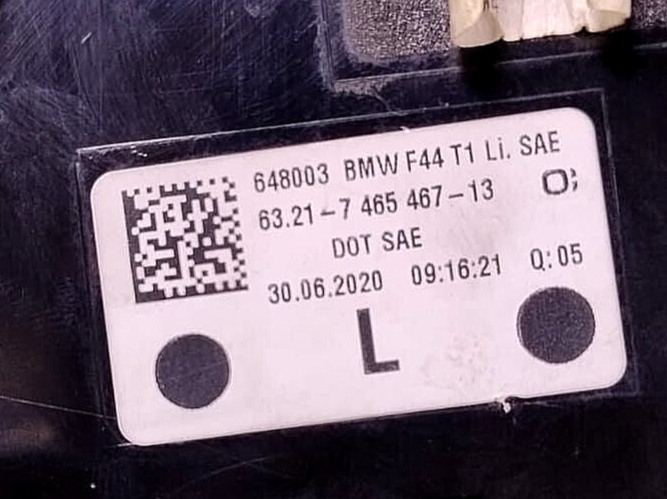 648003 BMW F44 T1 Li. SAE
63.21-7 465 467-13
DOT SAE
30.06.2020 09:16:21 Q:05
L